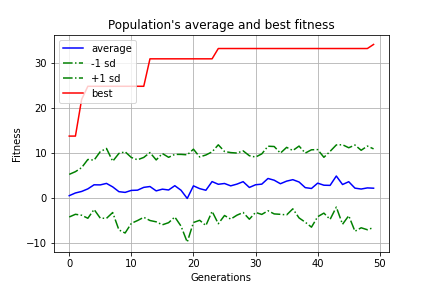 Population's average and best fitness
average
-1 sd
+1 sd
best
Fitness
30
20
10
0
−10
0
10
20
30
40
50
Generations